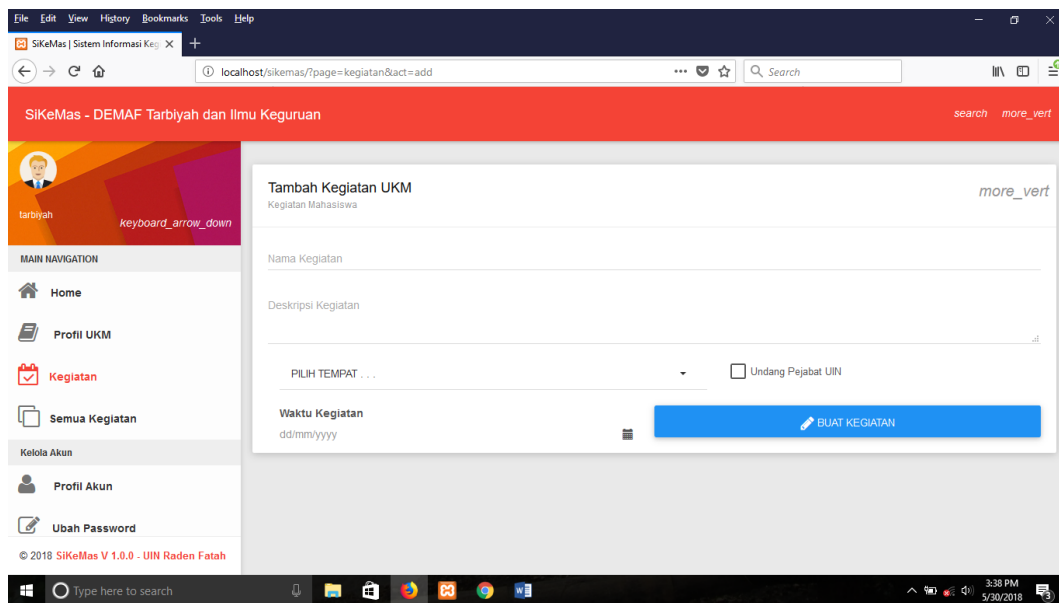 File Edit View History Bookmarks Tools Help
SiKeMas | Sistem Informasi Keg
localhost/sikemas/?page=kegiatan&act=add
Search
SiKeMas - DEMAF Tarbiyah dan Ilmu Keguruan
search more_vert
tarbiyah
keyboard_arrow_down
MAIN NAVIGATION
Home
Profil UKM
Kegiatan
Semua Kegiatan
Kelola Akun
Profil Akun
Ubah Password
© 2018 SiKeMas V 1.0.0 - UIN Raden Fatah
Tambah Kegiatan UKM
more_vert
Kegiatan Mahasiswa
Nama Kegiatan
Deskripsi Kegiatan
PILIH TEMPAT . . .
Undang Pejabat UIN
Waktu Kegiatan
dd/mm/yyyy
BUAT KEGIATAN
Type here to search
3:38 PM
5/30/2018